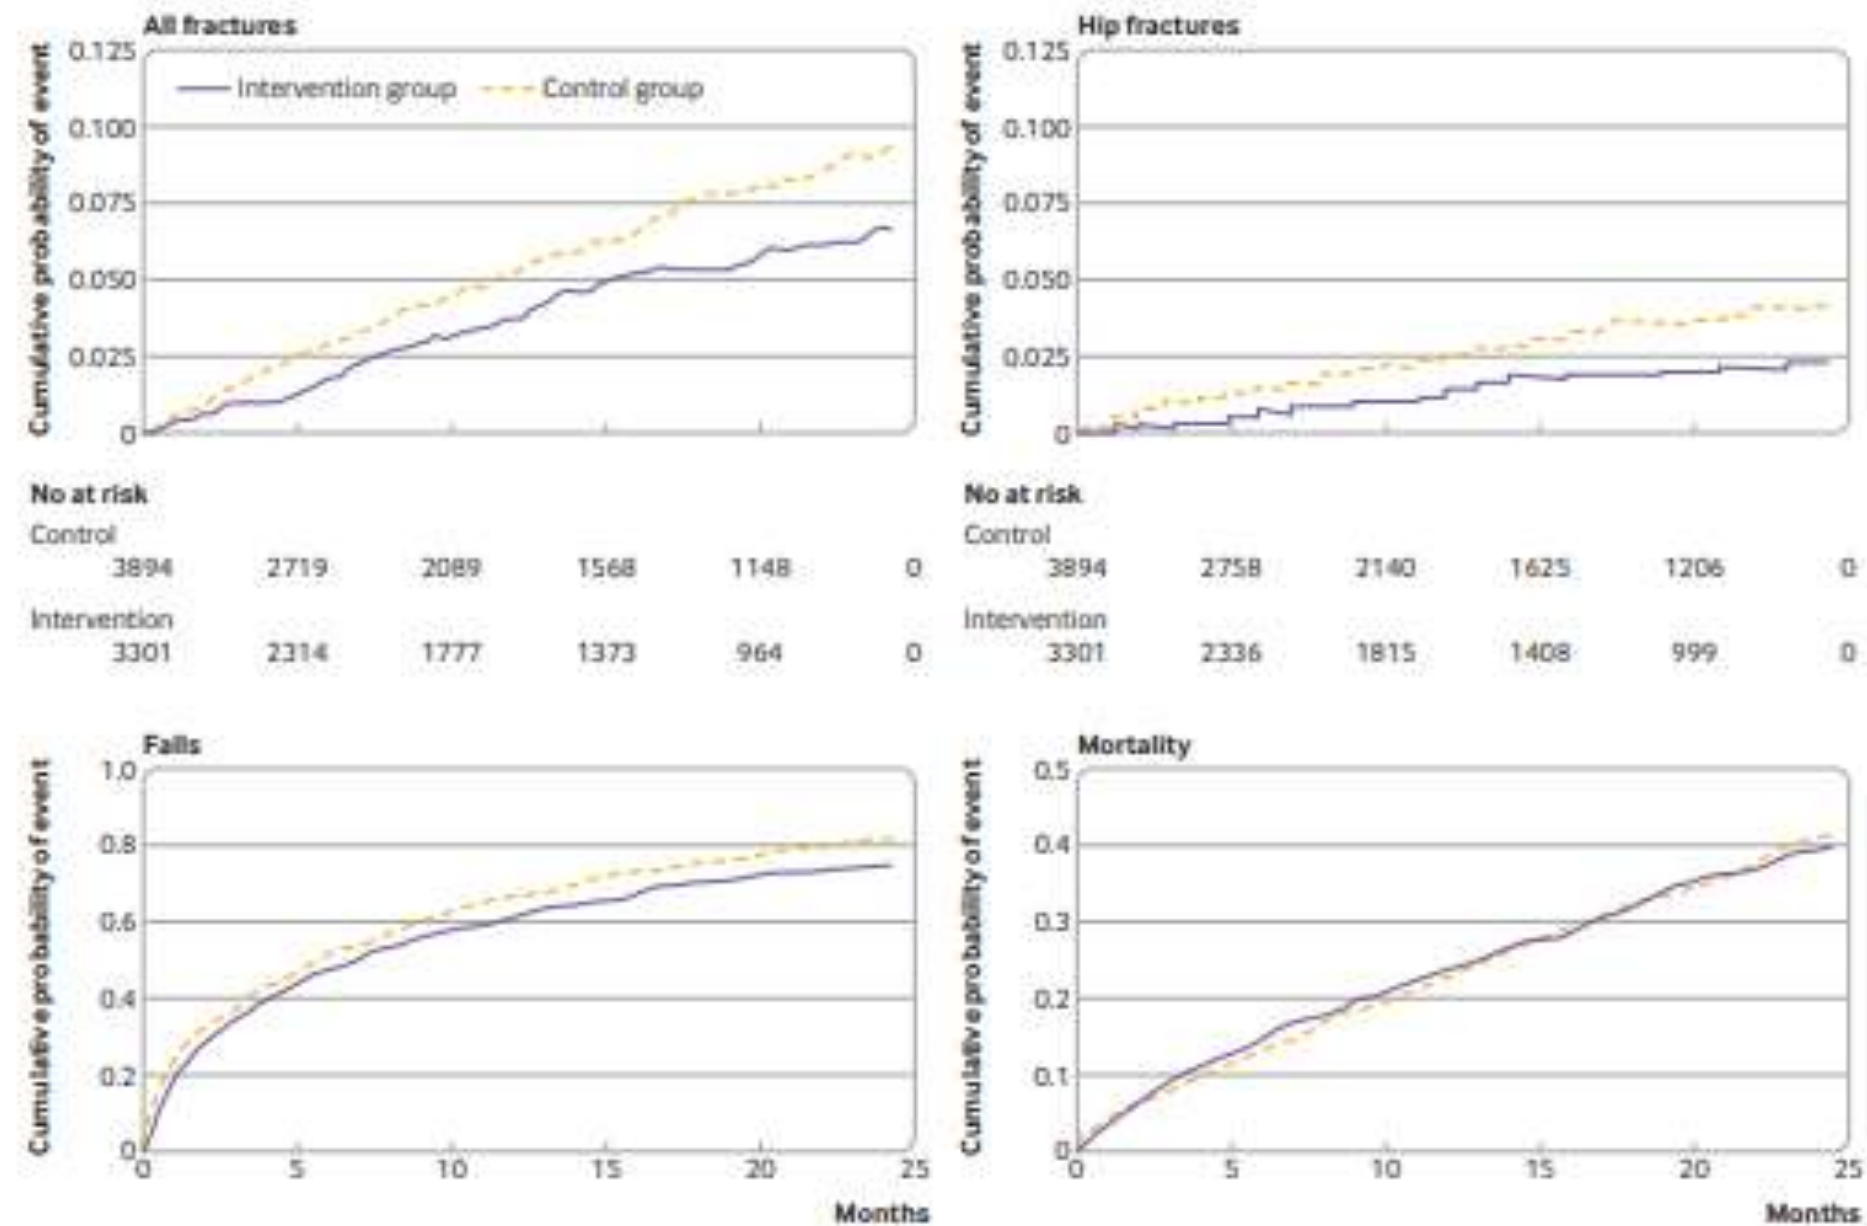 All fractures
Cumulative probability of event
0.125
0.100
0.075
0.050
0.025
0
Intervention group
Control group
No at risk
Control
3894 2719 2089 1568 1148 0
Intervention
3301 2314 1777 1373 964 0
Hip fractures
Cumulative probability of event
0.125
0.100
0.075
0.050
0.025
0
No at risk
Control
3894 2758 2140 1625 1206 0
Intervention
3301 2336 1815 1408 999 0
Falls
Cumulative probability of event
1.0
0.8
0.6
0.4
0.2
0
0 5 10 15 20 25
Months
Mortality
Cumulative probability of event
0.5
0.4
0.3
0.2
0.1
0
0 5 10 15 20 25
Months